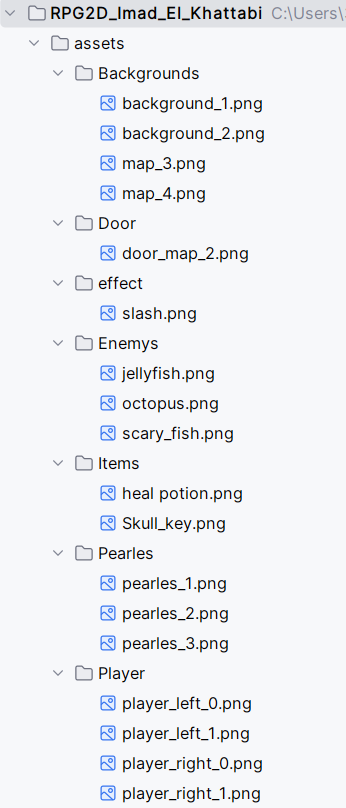 RPG2D_Imad_El_Khattabi C:\Users\
assets
Backgrounds
background_1.png
background_2.png
map_3.png
map_4.png
Door
door_map_2.png
effect
slash.png
Enemys
jellyfish.png
octopus.png
scary_fish.png
Items
heal potion.png
Skull_key.png
Pearles
pearles_1.png
pearles_2.png
pearles_3.png
Player
player_left_0.png
player_left_1.png
player_right_0.png
player_right_1.png